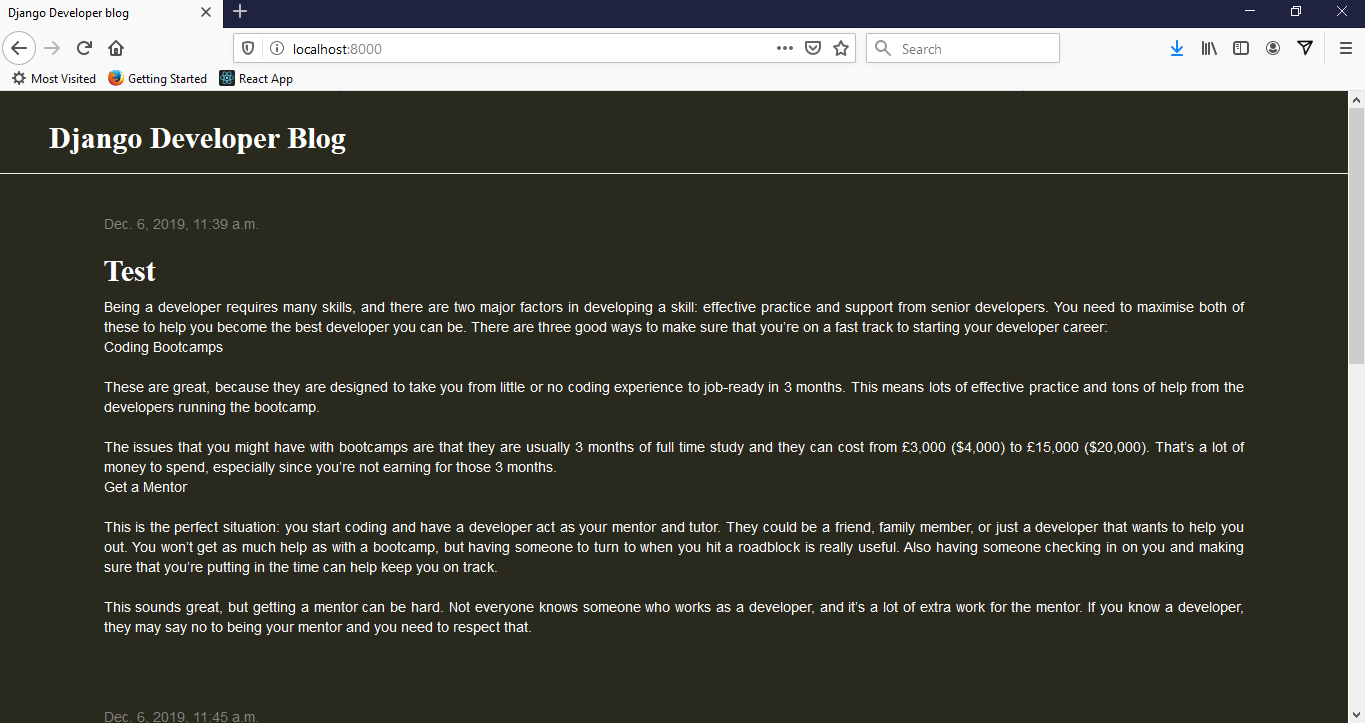 Django Developer blog
localhost:8000
Search
Most Visited
Getting Started
React App
Django Developer Blog
Dec. 6, 2019, 11:39 a.m.
Test
Being a developer requires many skills, and there are two major factors in developing a skill: effective practice and support from senior developers. You need to maximise both of
these to help you become the best developer you can be. There are three good ways to make sure that you’re on a fast track to starting your developer career:
Coding Bootcamps
These are great, because they are designed to take you from little or no coding experience to job-ready in 3 months. This means lots of effective practice and tons of help from the
developers running the bootcamp.
The issues that you might have with bootcamps are that they are usually 3 months of full time study and they can cost from £3,000 ($4,000) to £15,000 ($20,000). That’s a lot of
money to spend, especially since you’re not earning for those 3 months.
Get a Mentor
This is the perfect situation: you start coding and have a developer act as your mentor and tutor. They could be a friend, family member, or just a developer that wants to help you
out. You won’t get as much help as with a bootcamp, but having someone to turn to when you hit a roadblock is really useful. Also having someone checking in on you and making
sure that you’re putting in the time can help keep you on track.
This sounds great, but getting a mentor can be hard. Not everyone knows someone who works as a developer, and it’s a lot of extra work for the mentor. If you know a developer,
they may say no to being your mentor and you need to respect that.
Dec. 6, 2019, 11:45 a.m.